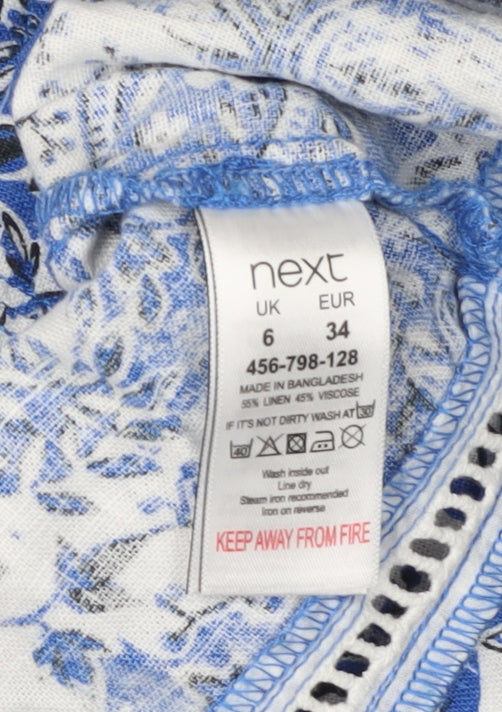 next
UK EUR
6 34
456-798-128
MADE IN BANGLADESH
55% LINEN 45% VISCOSE
IF IT'S NOT DIRTY WASH AT 30
40
Wash inside out
Line dry
Steam iron recommended
Iron on reverse
KEEP AWAY FROM FIRE